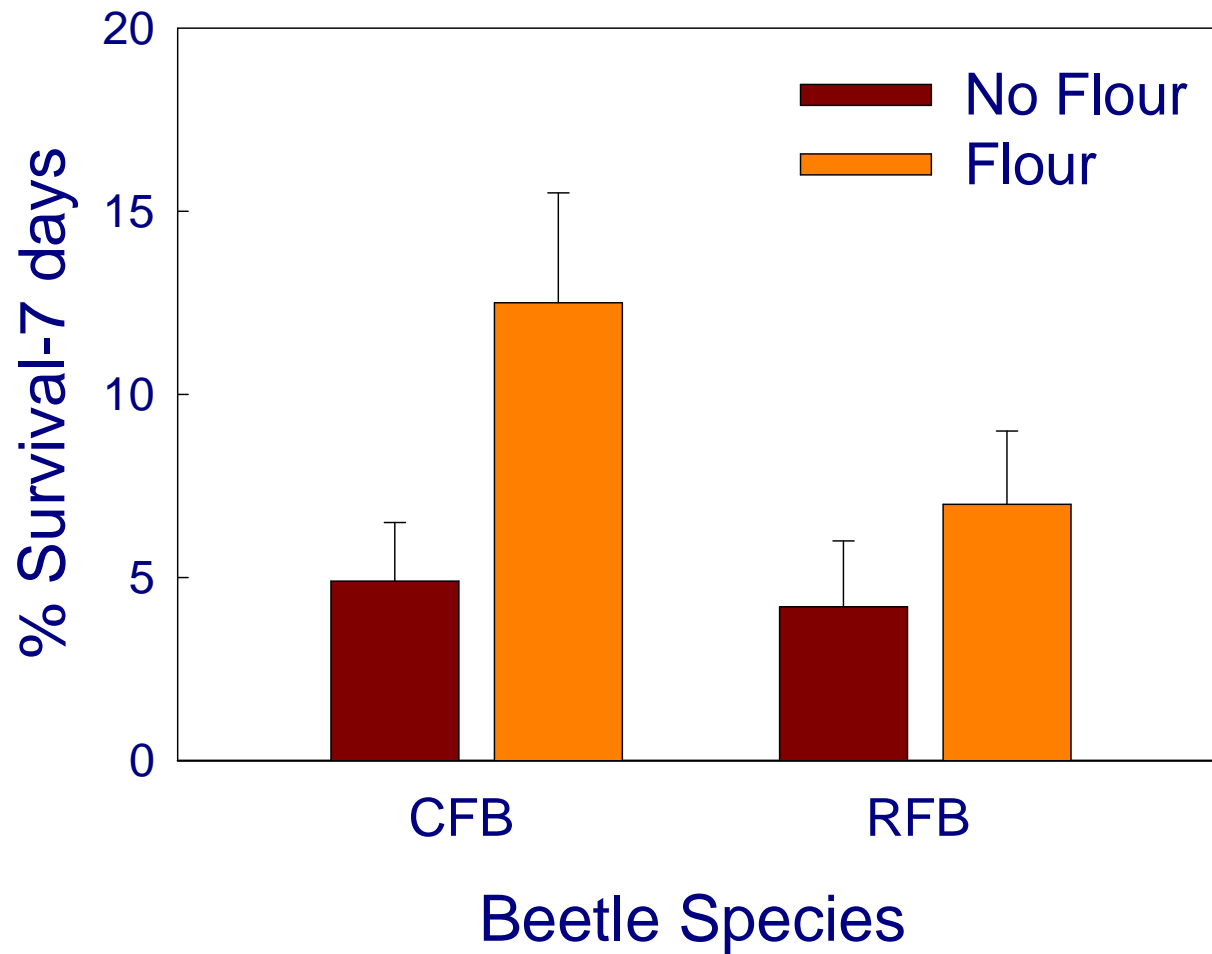 20
15
10
5
0
% Survival-7 days
No Flour
Flour
CFB
RFB
Beetle Species